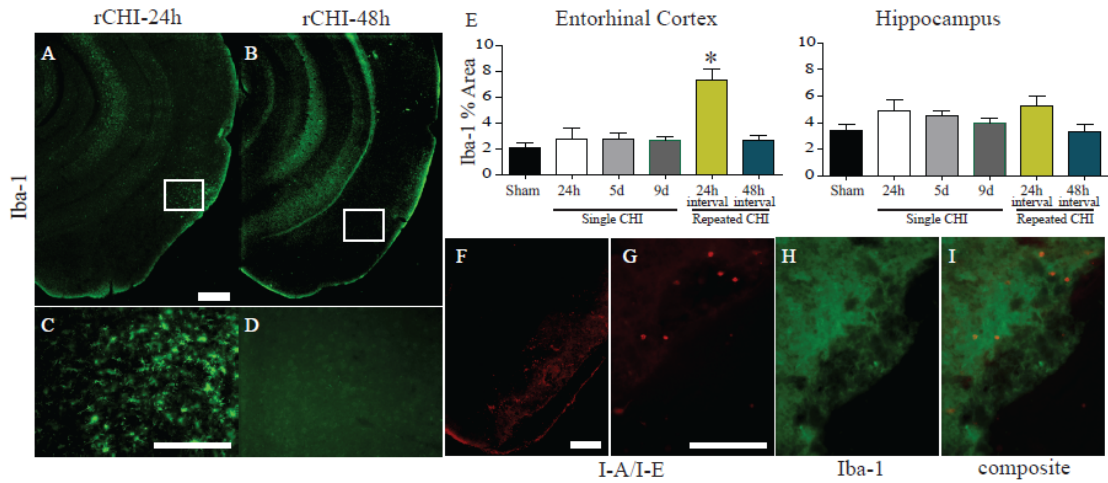 rCHI-24h rCHI-48h
A B
Iba-1
C D
E Entorhinal Cortex Hippocampus
Iba-1 % Area
10 10
8 8
6 6
4 4
2 2
0 0
*
Sham 24h 5d 9d 24h interval 48h interval
Single CHI Repeated CHI
Sham 24h 5d 9d 24h interval 48h interval
Single CHI Repeated CHI
F G H I
I-A/I-E Iba-1 composite